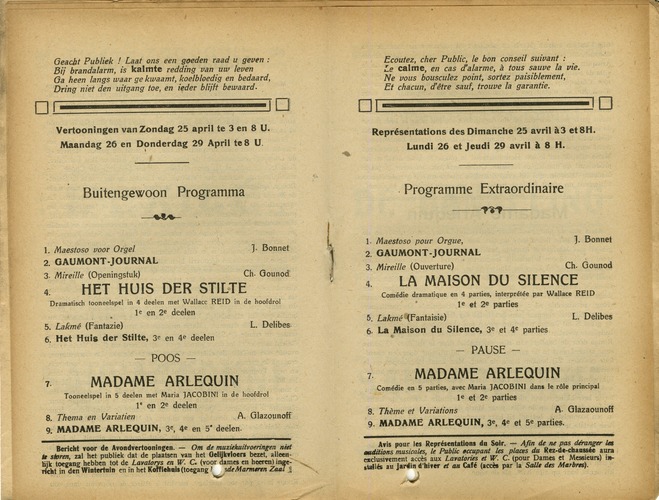 Geacht Publiek ! Laat ons een goeden raad u geven :
Bij brandalarm, is kalmte redding van uw leven
Ga heen langs waar ge kwaamt, koelbloedig en bedaard,
Dring niet den uitgang toe, en ieder blijft bewaard.
Vertooningen van Zondag 25 april te 3 en 8 U.
Maandag 26 en Donderdag 29 April te 8 U.
Buitengewoon Programma
1. Maestoso voor Orgel J. Bonnet
2. GAUMONT-JOURNAL
3. Mireille (Openingstuk) Ch. Gounod
4. HET HUIS DER STILTE
Dramatisch tooneelspel in 4 deelen met Wallace REID in de hoofdrol
1e en 2e deelen
5. Lakmé (Fantazie) L. Delibes
6. Het Huis der Stilte, 3e en 4e deelen
— POOS —
7. MADAME ARLEQUIN
Tooneelspel in 5 deelen met Maria JACOBINI in de hoofdrol
1e en 2e deelen
8. Thema en Variatien A. Glazounoff
9. MADAME ARLEQUIN, 3e, 4e en 5e deelen.
Bericht voor de Avondvertooningen. — Om de muziekuitvoeringen niet
te storen, zal het publiek dat de plaatsen van het Gelijkvloers bezet, alleen-
lijk toegang hebben tot de Lavatorys en W. C. (voor dames en heeren) inge-
richt in den Wintertuin en in het Koffiehuis (toegang de Marmeren Zaal
Ecoutez, cher Public, le bon conseil suivant :
Le calme, en cas d'alarme, à tous sauve la vie.
Ne vous bousculez point, sortez paisiblement,
Et chacun, d'être sauf, trouve la garantie.
Représentations des Dimanche 25 avril à 3 et 8 H.
Lundi 26 et Jeudi 29 avril à 8 H.
Programme Extraordinaire
1. Maestoso pour Orgue, J. Bonnet
2. GAUMONT-JOURNAL
3. Mireille (Ouverture) Ch. Gounod
4. LA MAISON DU SILENCE
Comédie dramatique en 4 parties, interprétée par Wallace REID
1e et 2e parties
5. Lakmé (Fantaisie) L. Delibes
6. La Maison du Silence, 3e et 4e parties
— PAUSE —
7. MADAME ARLEQUIN
Comédie en 5 parties, avec Maria JACOBINI dans le rôle principal
1e et 2e parties
8. Thème et Variations A. Glazounoff
9. MADAME ARLEQUIN, 3e, 4e et 5e parties.
Avis pour les Représentations du Soir. — Afin de ne pas déranger les
auditions musicales, le Public occupant les places du Rez-de-chaussée aura
exclusivement accès aux Lavatories et W. C. (pour Dames et Messieurs) in-
stallés au Jardin d'hiver et au Café (accès par la Salle des Marbres).